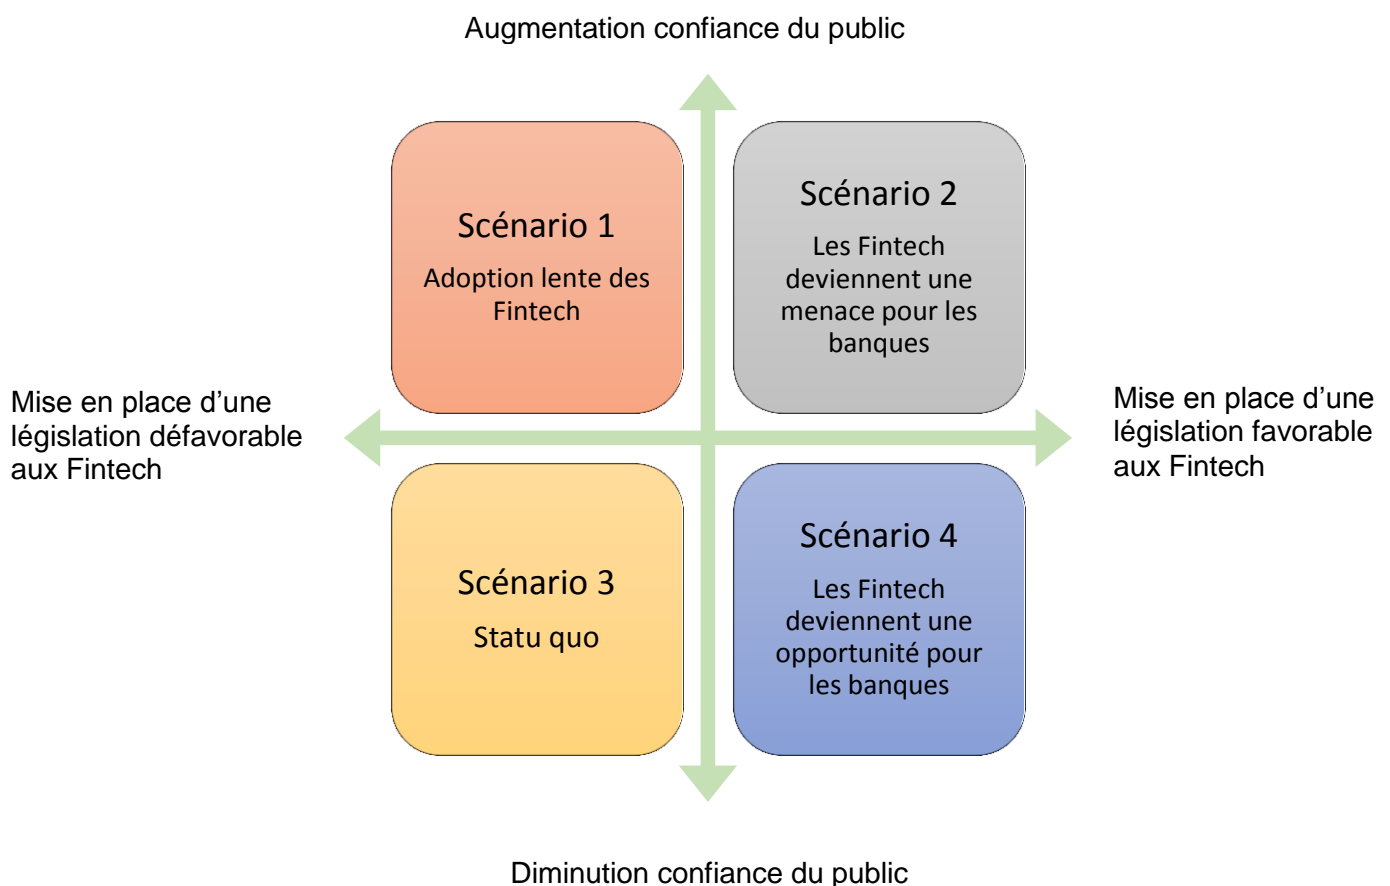 Augmentation confiance du public
Scénario 1
Adoption lente des
Fintech
Scénario 2
Les Fintech
deviennent une
menace pour les
banques
Mise en place d’une
législation défavorable
aux Fintech
Mise en place d’une
législation favorable
aux Fintech
Scénario 3
Statu quo
Scénario 4
Les Fintech
deviennent une
opportunité pour
les banques
Diminution confiance du public